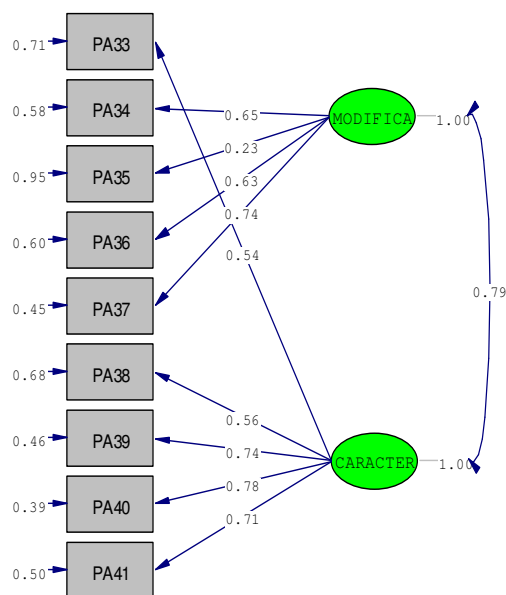 0.71 PA33
0.58 PA34
0.65 MODIFICA 1.00
0.23
0.95 PA35
0.63
0.74
0.60 PA36
0.54
0.79
0.45 PA37
0.68 PA38
0.56
0.46 PA39
0.74 CARACTER 1.00
0.78
0.39 PA40
0.71
0.50 PA41